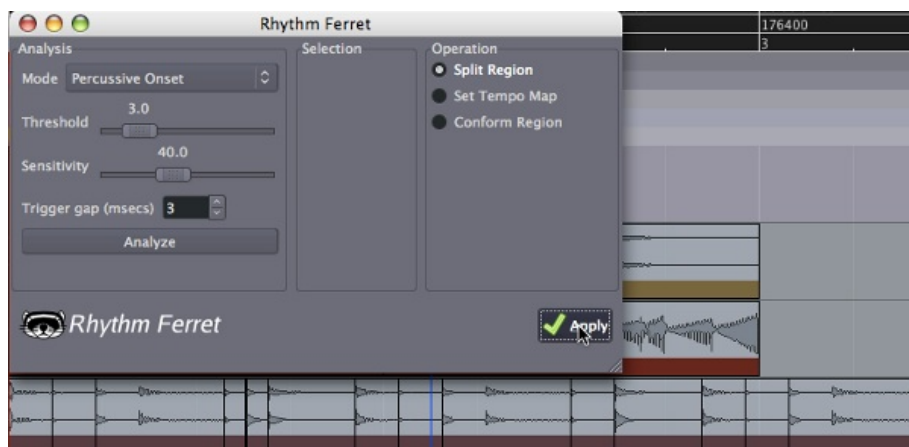 Rhythm Ferret
176400
3
Analysis
Selection
Operation
Mode Percussive Onset
Split Region
Set Tempo Map
3.0
Threshold
Conform Region
40.0
Sensitivity
Trigger gap (msecs) 3
Analyze
Rhythm Ferret
Apply